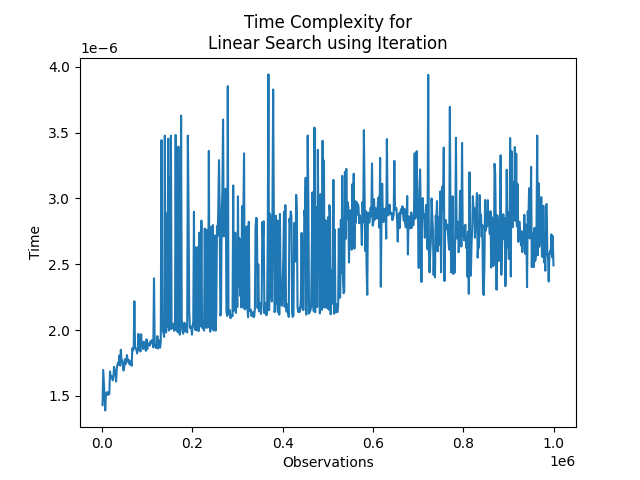 Time Complexity for
Linear Search using Iteration
1e−6
4.0
3.5
3.0
2.5
2.0
1.5
Time
0.0 0.2 0.4 0.6 0.8 1.0
Observations
1e6